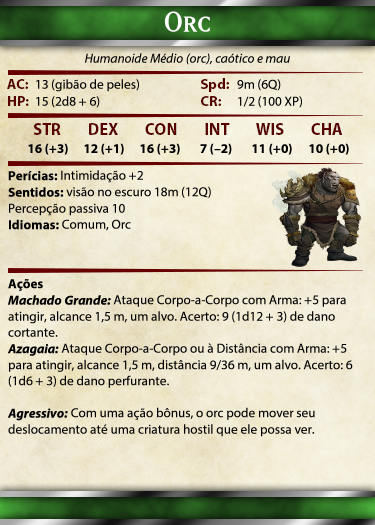 Orc
Humanoide Médio (orc), caótico e mau
AC: 13 (gibão de peles) Spd: 9m (6Q)
HP: 15 (2d8 + 6) CR: 1/2 (100 XP)
STR DEX CON INT WIS CHA
16 (+3) 12 (+1) 16 (+3) 7 (–2) 11 (+0) 10 (+0)
Perícias: Intimidação +2
Sentidos: visão no escuro 18m (12Q)
Percepção passiva 10
Idiomas: Comum, Orc
Ações
Machado Grande: Ataque Corpo-a-Corpo com Arma: +5 para
atingir, alcance 1,5 m, um alvo. Acerto: 9 (1d12 + 3) de dano
cortante.
Azagaia: Ataque Corpo-a-Corpo ou à Distância com Arma: +5
para atingir, alcance 1,5 m, distância 9/36 m, um alvo. Acerto: 6
(1d6 + 3) de dano perfurante.
Agressivo: Com uma ação bônus, o orc pode mover seu
deslocamento até uma criatura hostil que ele possa ver.